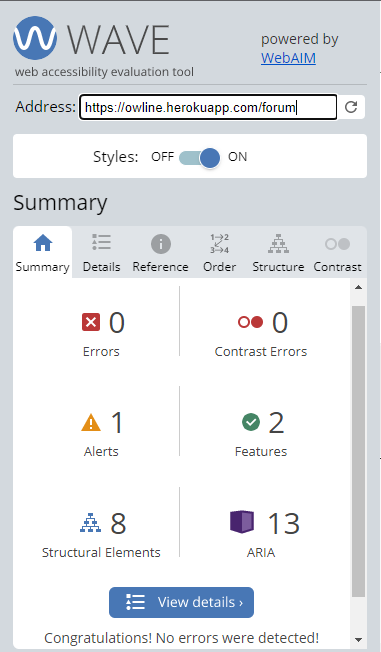 WAVE
powered by
WebAIM
web accessibility evaluation tool
Address: https://owline.herokuapp.com/forum
Styles: OFF ON
Summary
Summary Details Reference Order Structure Contrast
0 0
Errors Contrast Errors
1 2
Alerts Features
8 13
Structural Elements ARIA
View details ›
Congratulations! No errors were detected!